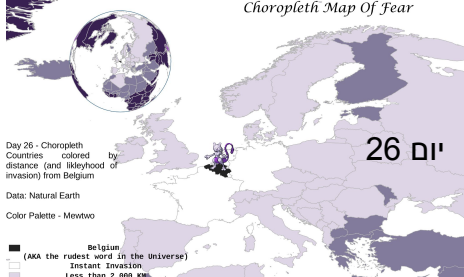 Choropleth Map Of Fear
יום 26
Day 26 - Choropleth
Countries colored by
distance (and likleyhood of
invasion) from Belgium
Data: Natural Earth
Color Palette - Mewtwo
Belgium
(AKA the rudest word in the Universe)
Instant Invasion
Less than 2,000 KM